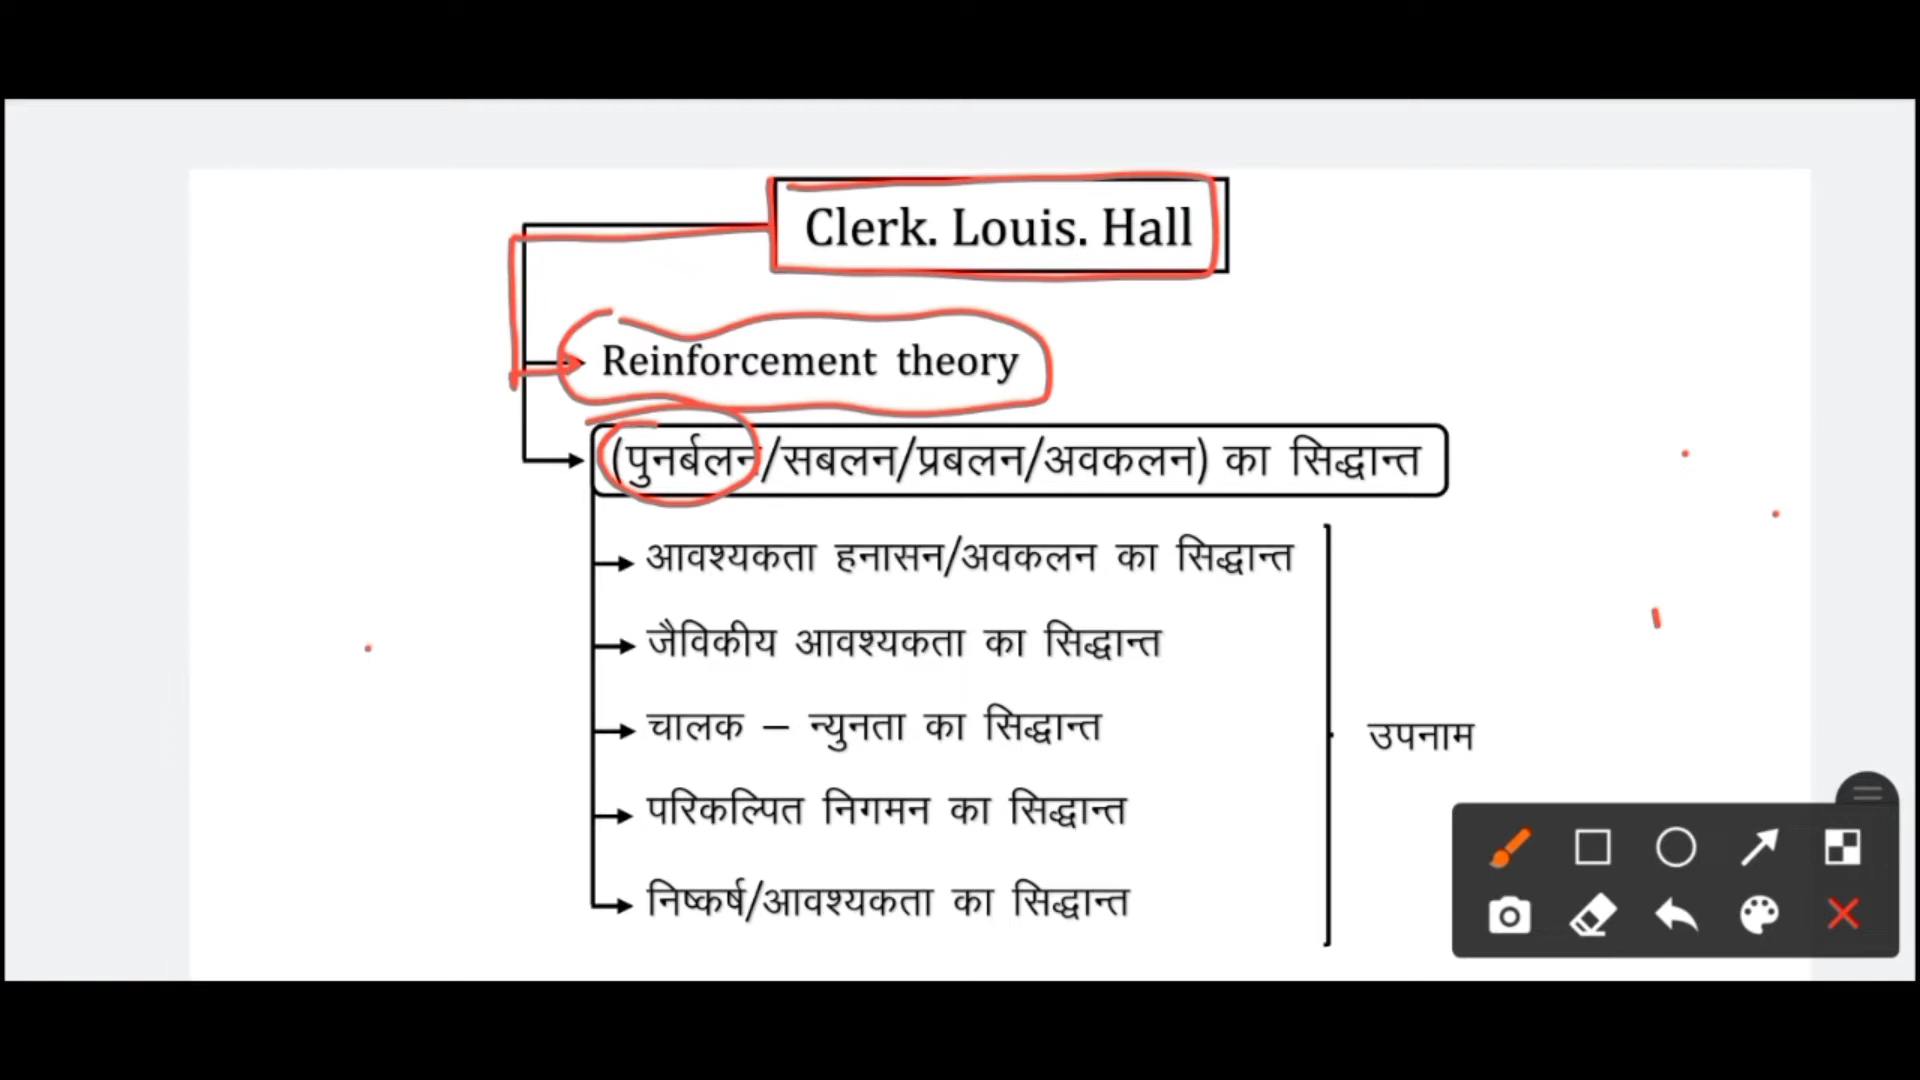 Clerk. Louis. Hall
Reinforcement theory
(पुनर्बलन/सबलन/प्रबलन/अवकलन) का सिद्धान्त
आवश्यकता हनासन/अवकलन का सिद्धान्त
जैविकीय आवश्यकता का सिद्धान्त
चालक – न्युनता का सिद्धान्त
उपनाम
परिकल्पित निगमन का सिद्धान्त
निष्कर्ष/आवश्यकता का सिद्धान्त